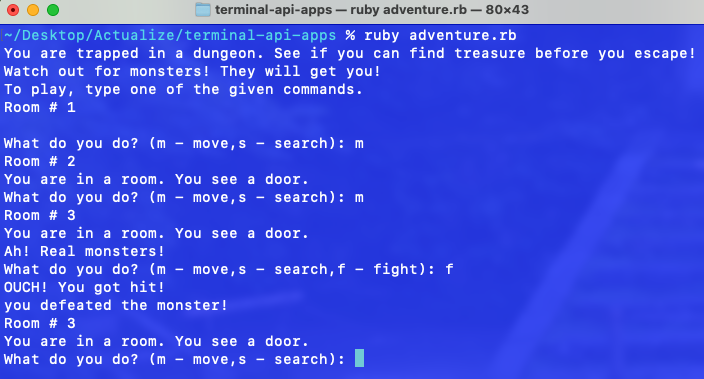 terminal-api-apps — ruby adventure.rb — 80×43
~/Desktop/Actualize/terminal-api-apps % ruby adventure.rb
You are trapped in a dungeon. See if you can find treasure before you escape!
Watch out for monsters! They will get you!
To play, type one of the given commands.
Room # 1
What do you do? (m - move,s - search): m
Room # 2
You are in a room. You see a door.
What do you do? (m - move,s - search): m
Room # 3
You are in a room. You see a door.
Ah! Real monsters!
What do you do? (m - move,s - search,f - fight): f
OUCH! You got hit!
you defeated the monster!
Room # 3
You are in a room. You see a door.
What do you do? (m - move,s - search):